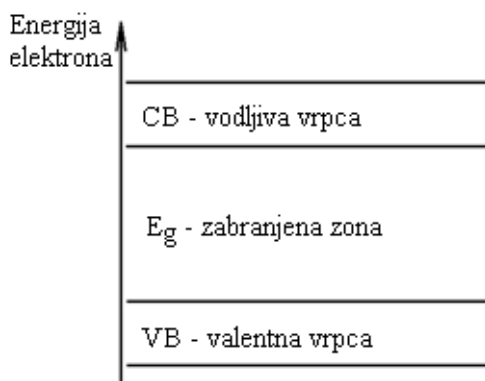 Energija
elektrona
CB - vodljiva vrpca
Eg - zabranjena zona
VB - valentna vrpca